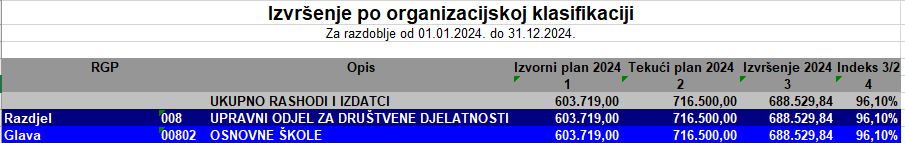 Izvršenje po organizacijskoj klasifikaciji
Za razdoblje od 01.01.2024. do 31.12.2024.
RGP Opis Izvorni plan 2024 Tekući plan 2024 Izvršenje 2024 Indeks 3/2
1 2 3 4
UKUPNO RASHODI I IZDATCI 603.719,00 716.500,00 688.529,84 96,10%
Razdjel 008 UPRAVNI ODJEL ZA DRUŠTVENE DJELATNOSTI 603.719,00 716.500,00 688.529,84 96,10%
Glava 00802 OSNOVNE ŠKOLE 603.719,00 716.500,00 688.529,84 96,10%